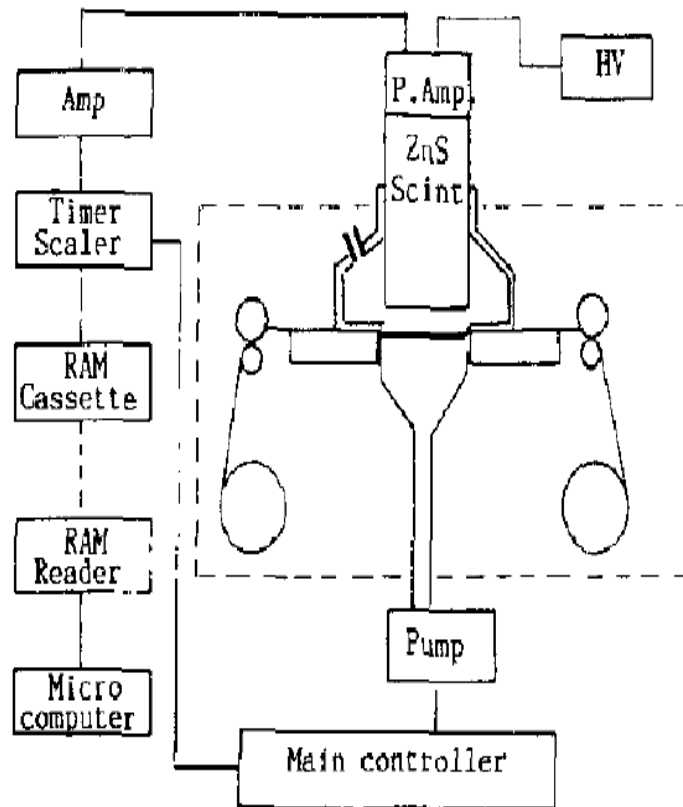 HV
Amp
P.Amp.
ZnS
Scint
Timer
Scaler
RAM
Cassette
RAM
Reader
Micro
computer
Pump
Main controller